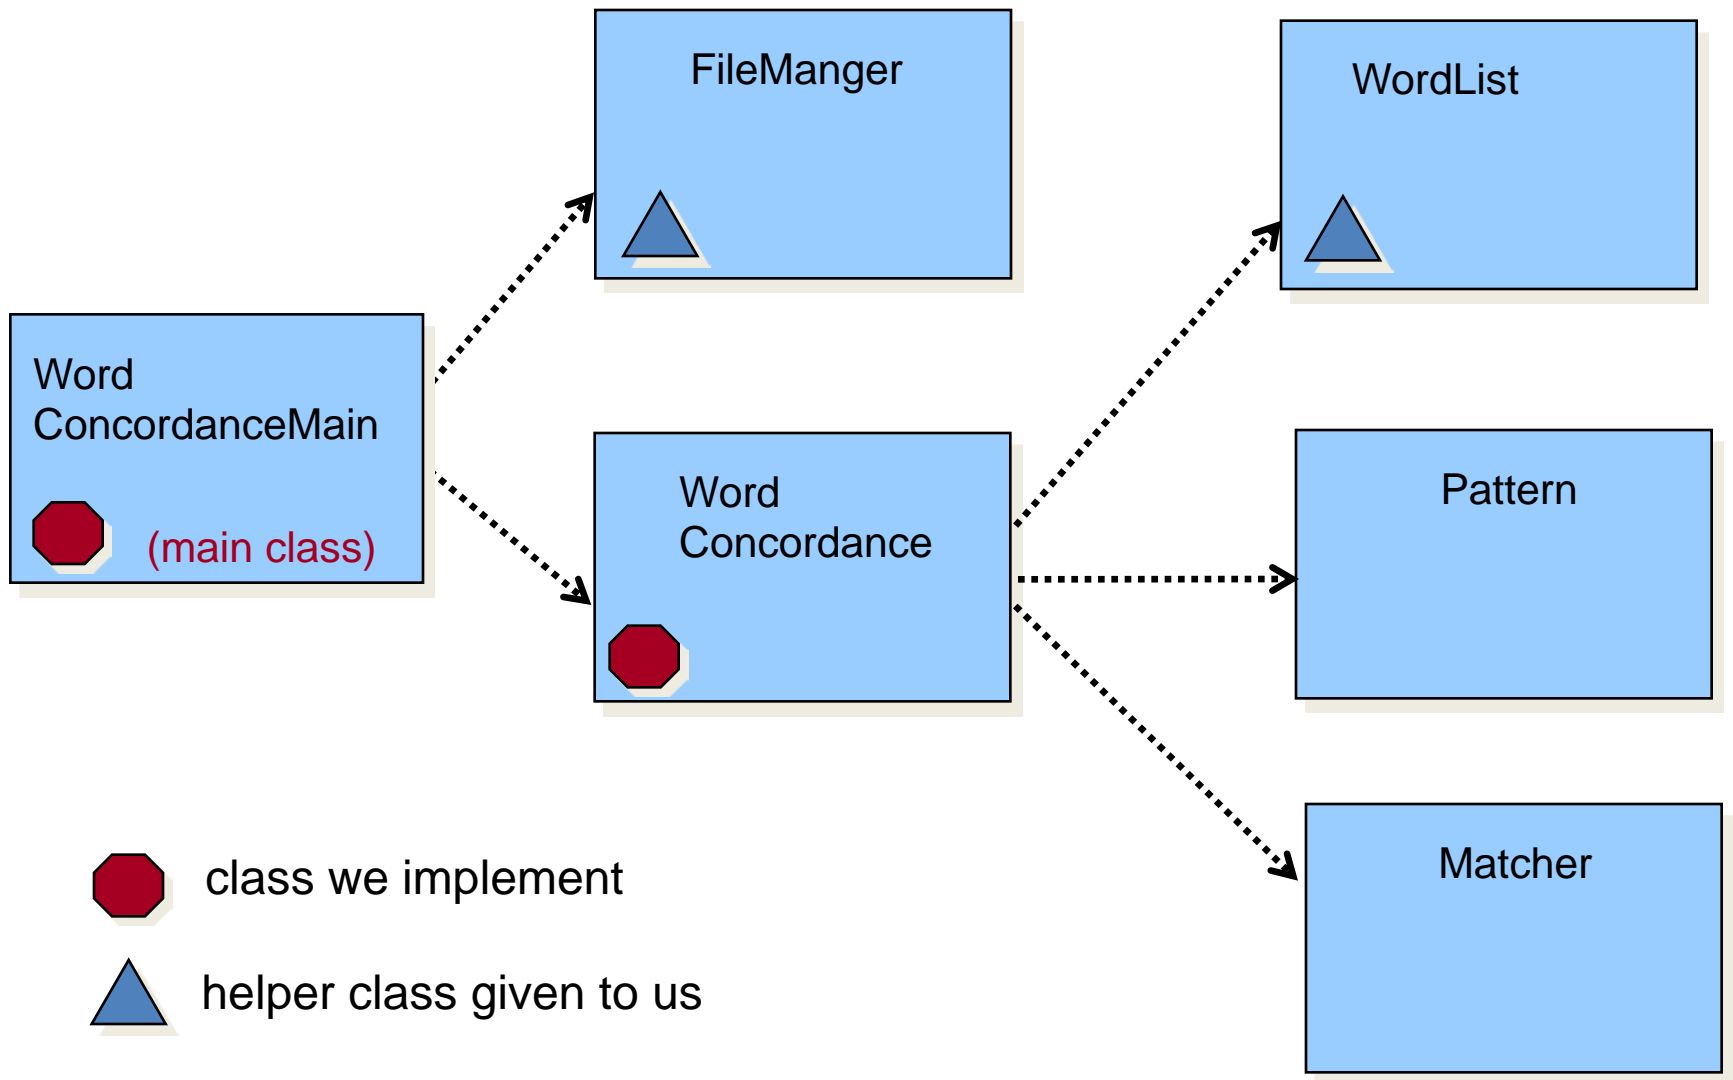 FileManger
WordList
Word
ConcordanceMain
(main class)
Word
Concordance
Pattern
Matcher
class we implement
helper class given to us